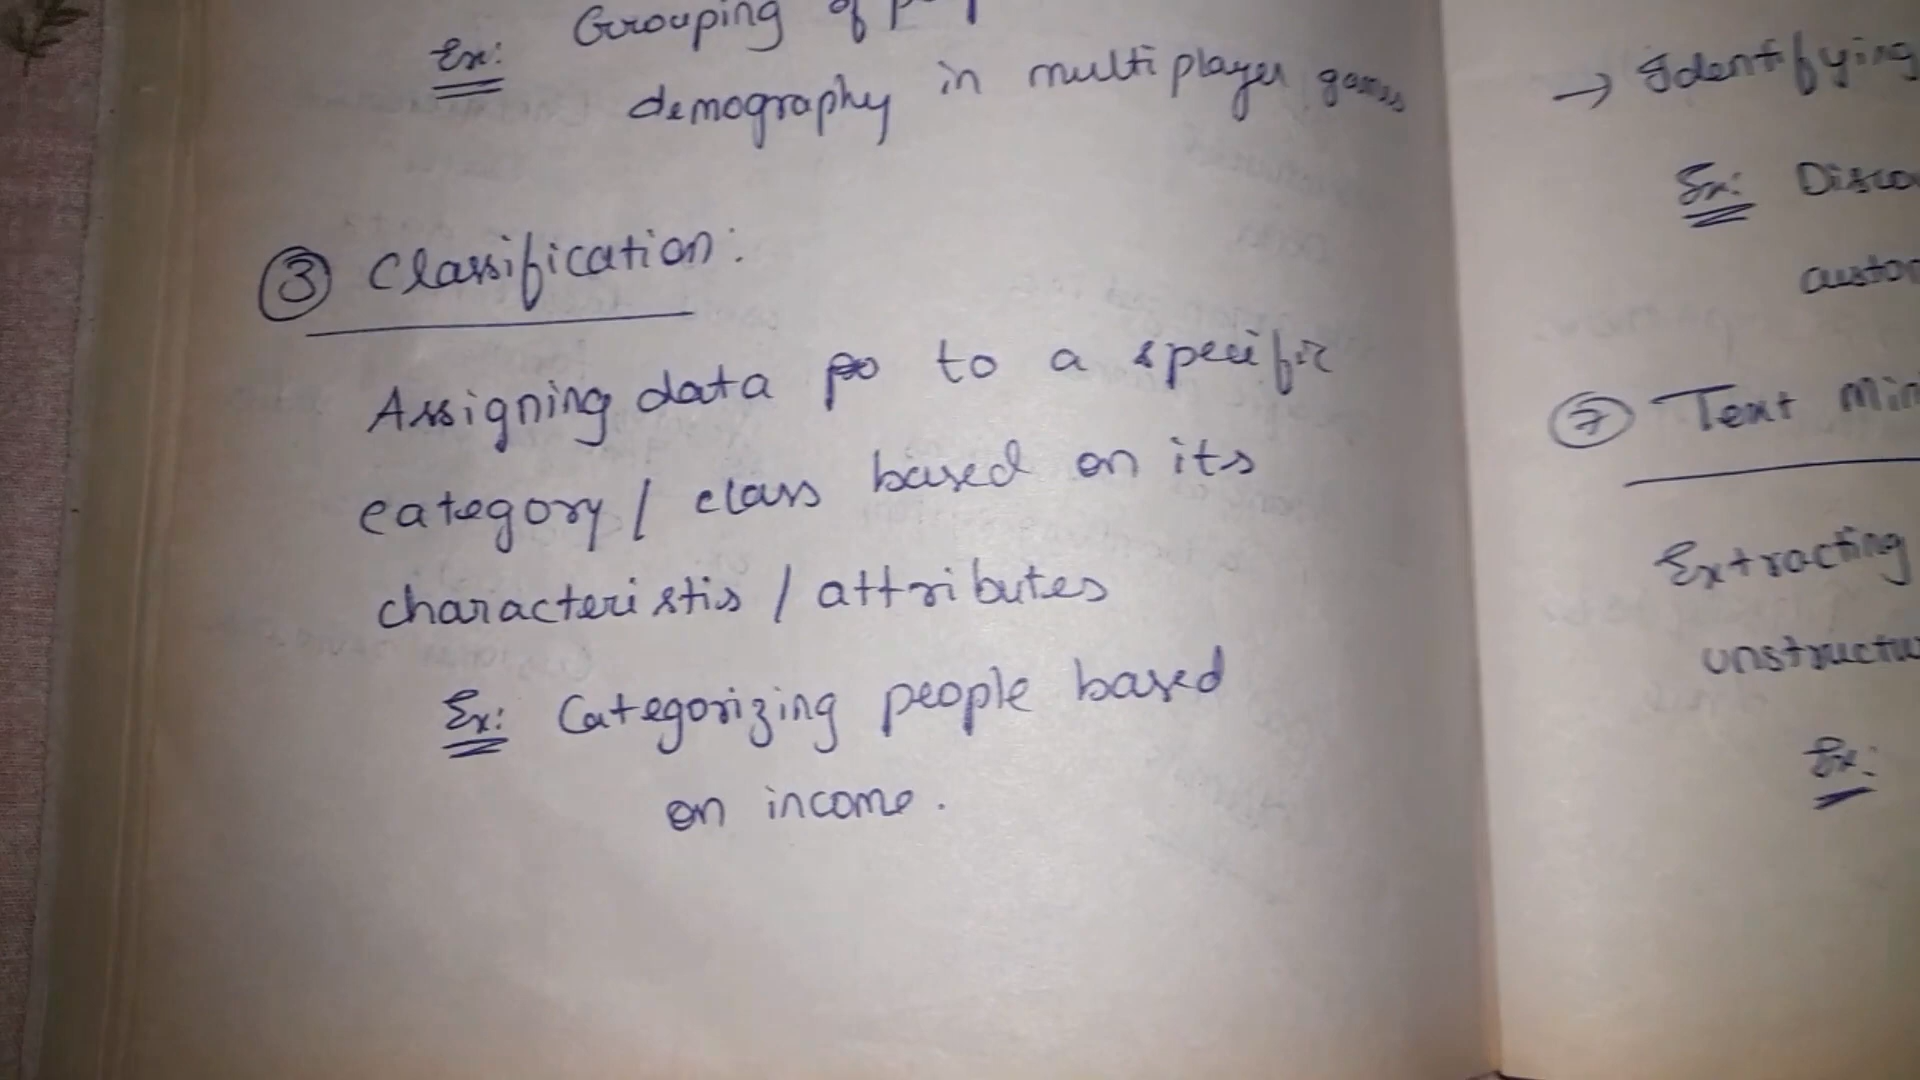 Ex: Grouping of
demography in multiplayer games
③ Classification:
Assigning data to a specific
category / class based on its
characteristis / attributes
Ex: Categorizing people based
on income.
→ Identifying
Ex:
⑦ Text
Extracting
Ex: